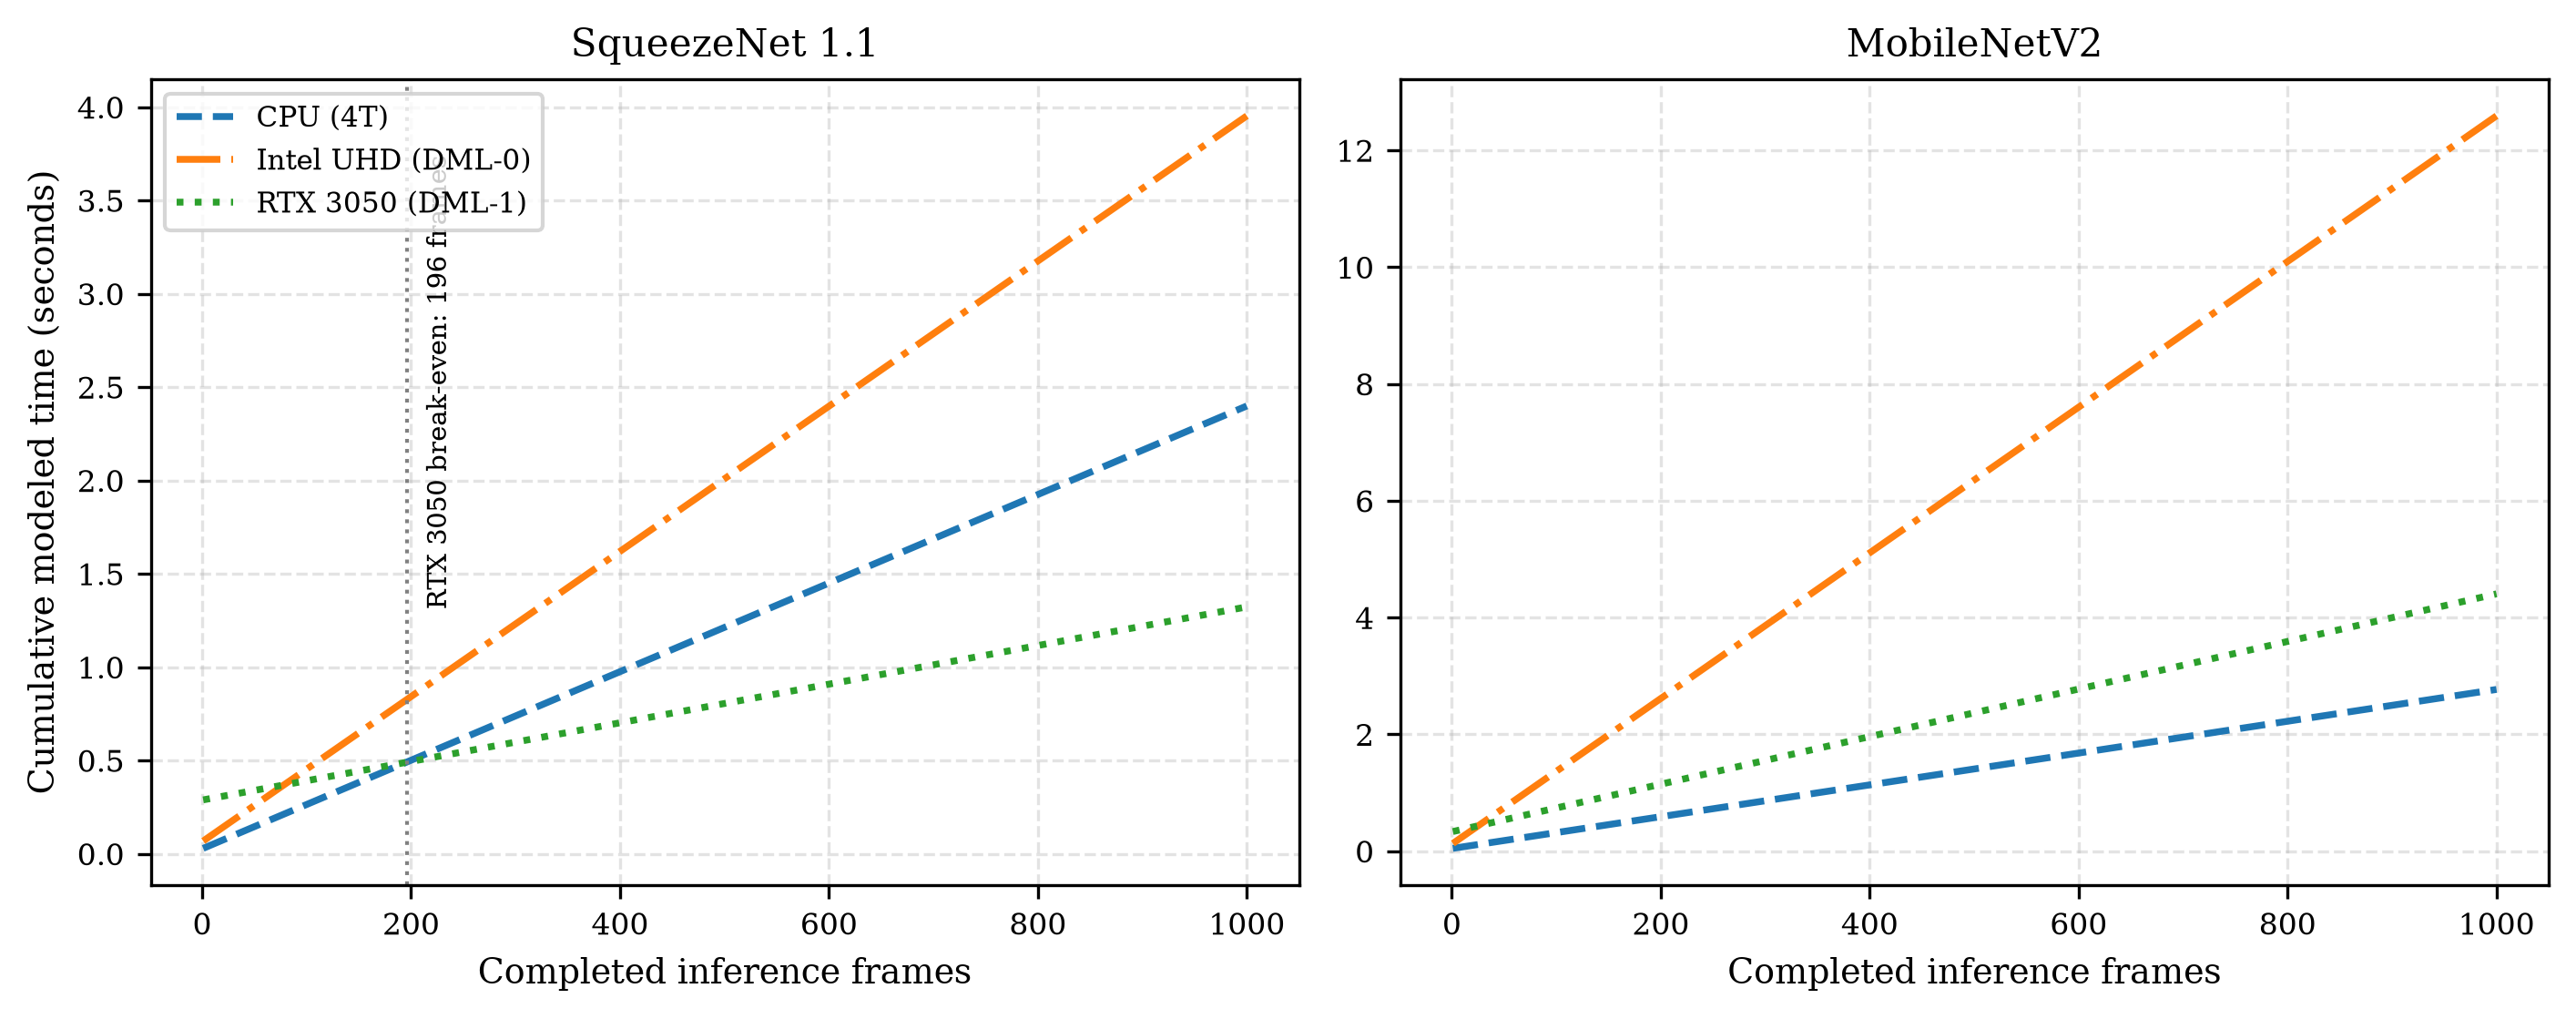 SqueezeNet 1.1
Cumulative modeled time (seconds)
4.0
3.5
3.0
2.5
2.0
1.5
1.0
0.5
0.0
CPU (4T)
Intel UHD (DML-0)
RTX 3050 (DML-1)
RTX 3050 break-even: 196 frames
0 200 400 600 800 1000
Completed inference frames
MobileNetV2
12
10
8
6
4
2
0
0 200 400 600 800 1000
Completed inference frames